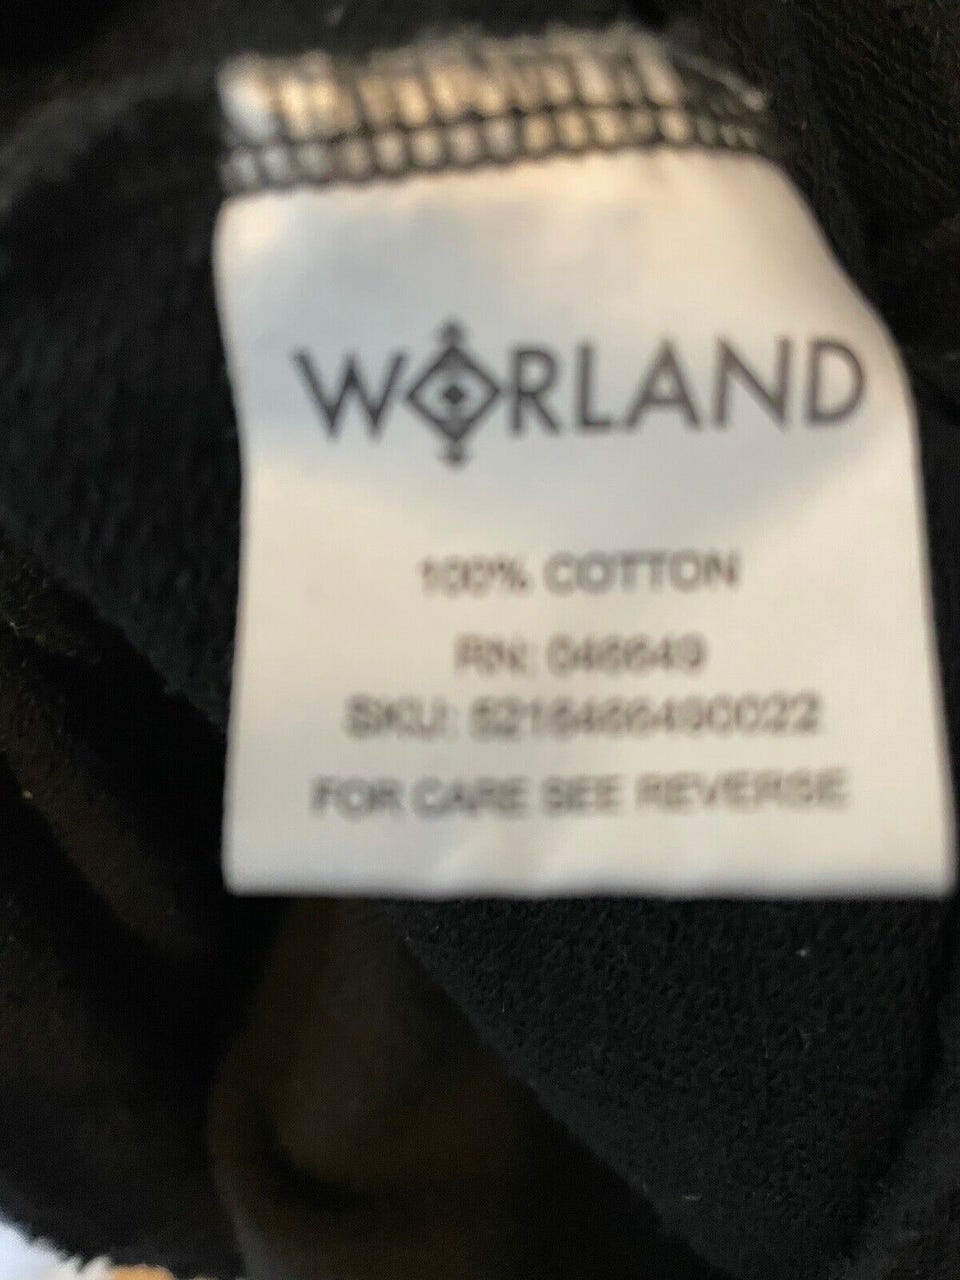 WORLAND
100% COTTON
RN:
SKU:
FOR CARE SEE REVERSE